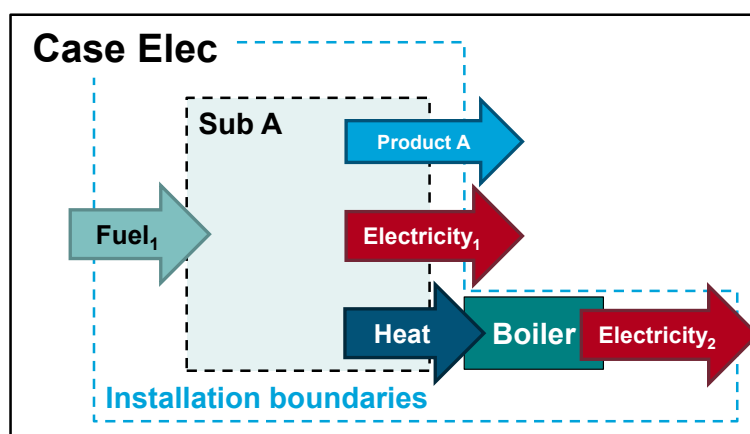 Case Elec
Sub A
Product A
Fuel₁
Electricity₁
Heat
Boiler
Electricity₂
Installation boundaries